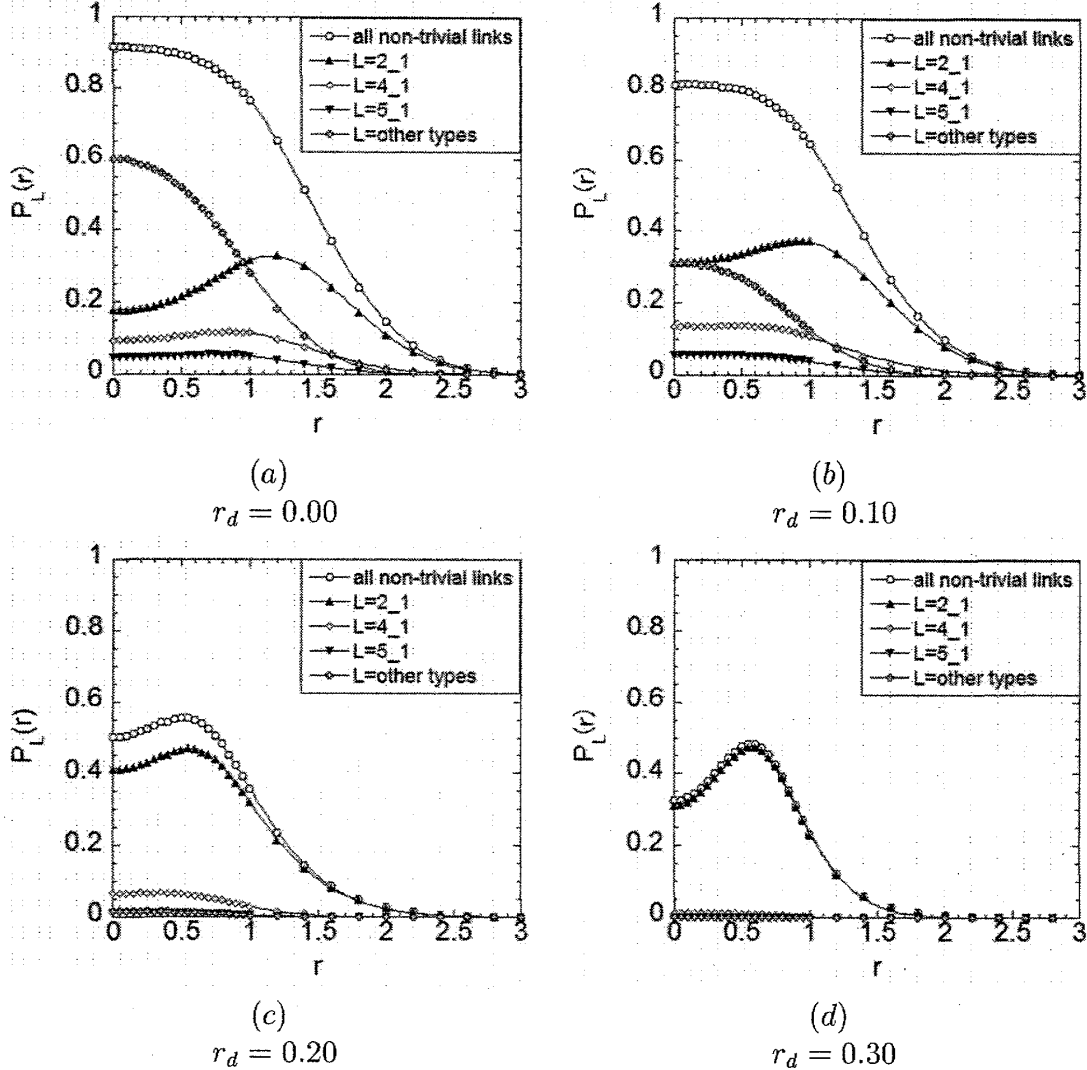 1
0.8
0.6
0.4
0.2
0
P_L(r)
0 0.5 1 1.5 2 2.5 3
r
all non-trivial links
L=2_1
L=4_1
L=5_1
L=other types
(a)
r_d = 0.00
1
0.8
0.6
0.4
0.2
0
P_L(r)
0 0.5 1 1.5 2 2.5 3
r
all non-trivial links
L=2_1
L=4_1
L=5_1
L=other types
(b)
r_d = 0.10
1
0.8
0.6
0.4
0.2
0
P_L(r)
0 0.5 1 1.5 2 2.5 3
r
all non-trivial links
L=2_1
L=4_1
L=5_1
L=other types
(c)
r_d = 0.20
1
0.8
0.6
0.4
0.2
0
P_L(r)
0 0.5 1 1.5 2 2.5 3
r
all non-trivial links
L=2_1
L=4_1
L=5_1
L=other types
(d)
r_d = 0.30